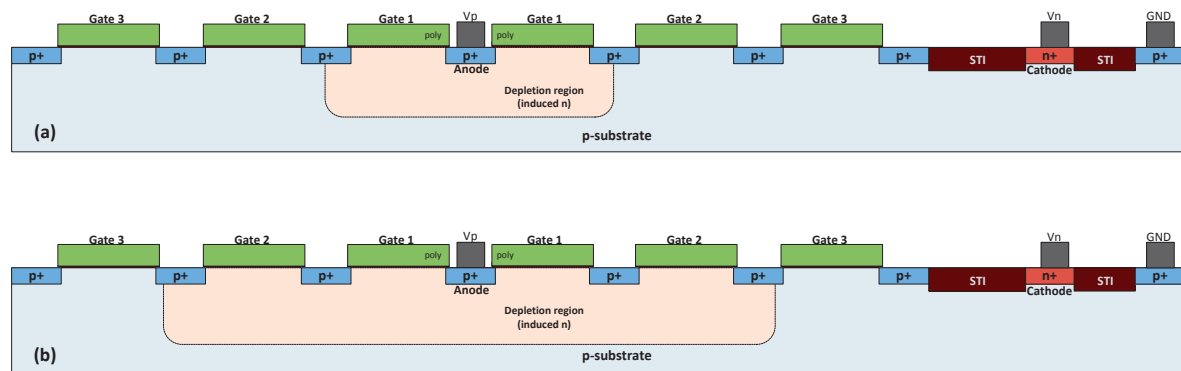 Gate 3 Gate 2 Gate 1 Vp Gate 1 Gate 2 Gate 3 Vn GND
poly poly
p+ p+ p+ p+ p+ p+ p+ STI n+ STI p+
Anode Cathode
Depletion region
(induced n)
(a) p-substrate
Gate 3 Gate 2 Gate 1 Vp Gate 1 Gate 2 Gate 3 Vn GND
poly poly
p+ p+ p+ p+ p+ p+ p+ STI n+ STI p+
Anode Cathode
Depletion region
(induced n)
(b) p-substrate